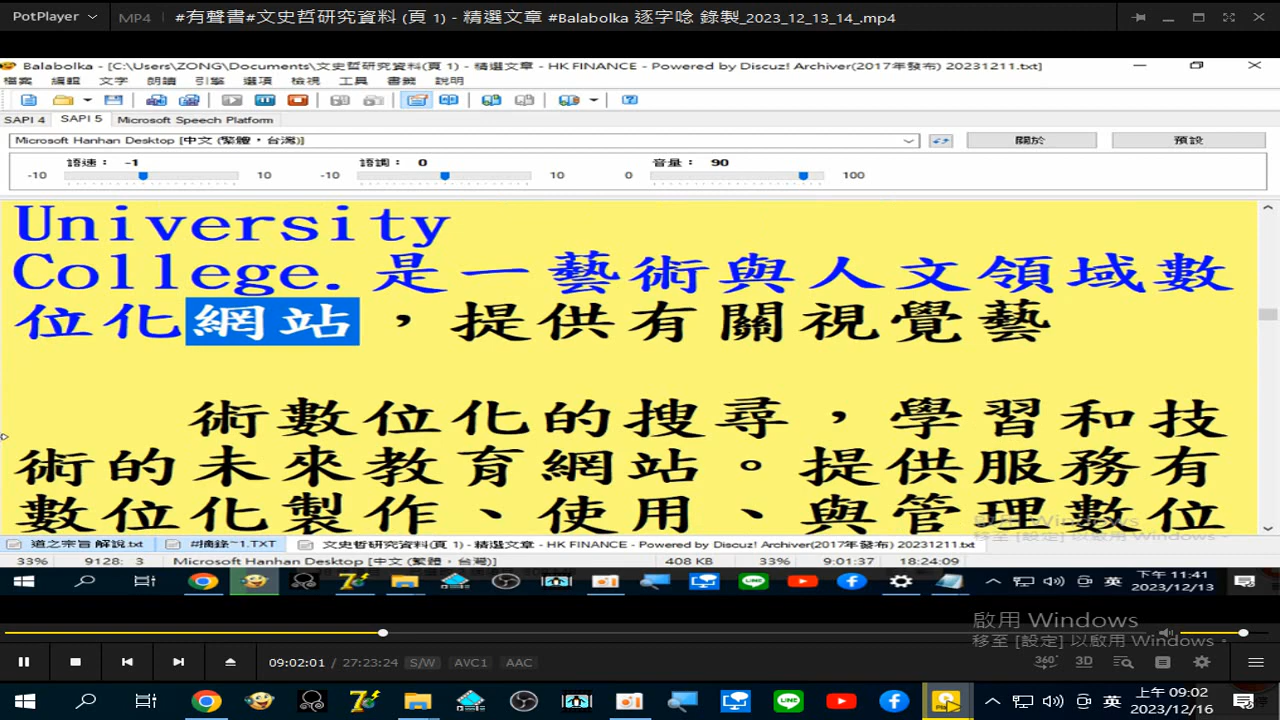 PotPlayer MP4 #有聲書#文史哲研究資料 (頁 1) - 精選文章 #Balabolka 逐字唸 錄製_2023_12_13_14_.mp4
Balabolka - [C:\Users\ZONG\Documents\文史哲研究資料(頁 1) - 精選文章 - HK FINANCE - Powered by Discuz! Archiver(2017年發布) 20231211.txt]
檔案 編輯 文字 朗讀 引擎 選項 檢視 工具 書籤 說明
SAPI 4 SAPI 5 Microsoft Speech Platform
Microsoft Hanhan Desktop [中文 (繁體，台灣)] 關於 預設
語速： -1 語調： 0 音量： 90
-10 10 -10 10 0 100
University
College.是一藝術與人文領域數
位化網站，提供有關視覺藝
術數位化的搜尋，學習和技
術的未來教育網站。提供服務有
數位化製作、使用、與管理數位
啟用 Windows
移至 [設定] 以啟用 Windows。
道之宗旨 解說.txt #摘錄~1.TXT 文史哲研究資料(頁 1) - 精選文章 - HK FINANCE - Powered by Discuz! Archiver(2017年發布) 20231211.txt
33% 9128: 3 Microsoft Hanhan Desktop [中文 (繁體，台灣)] 408 KB 33% 9:01:37 18:24:09
英 下午 11:41
2023/12/13
啟用 Windows
移至 [設定] 以啟用 Windows。
09:02:01 / 27:23:24 S/W AVC1 AAC 360° 3D
英 上午 09:02
2023/12/16